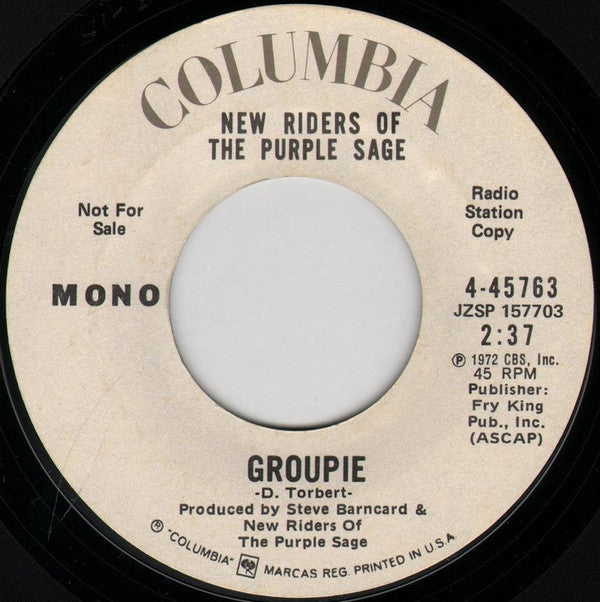 COLUMBIA
NEW RIDERS OF
THE PURPLE SAGE
Not For
Sale
Radio
Station
Copy
MONO
4-45763
JZSP 157703
2:37
Ⓟ 1972 CBS, Inc.
45 RPM
Publisher:
Fry King
Pub., Inc.
(ASCAP)
GROUPIE
-D. Torbert-
Produced by Steve Barncard &
New Riders Of
The Purple Sage
® "COLUMBIA" MARCAS REG. PRINTED IN U.S.A.